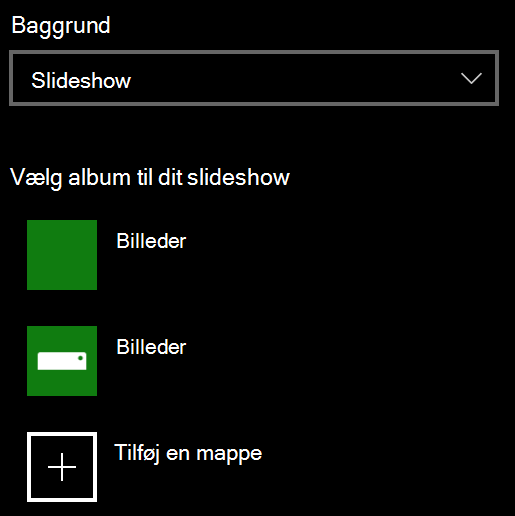 Baggrund
Slideshow
Vælg album til dit slideshow
Billeder
Billeder
Tilføj en mappe